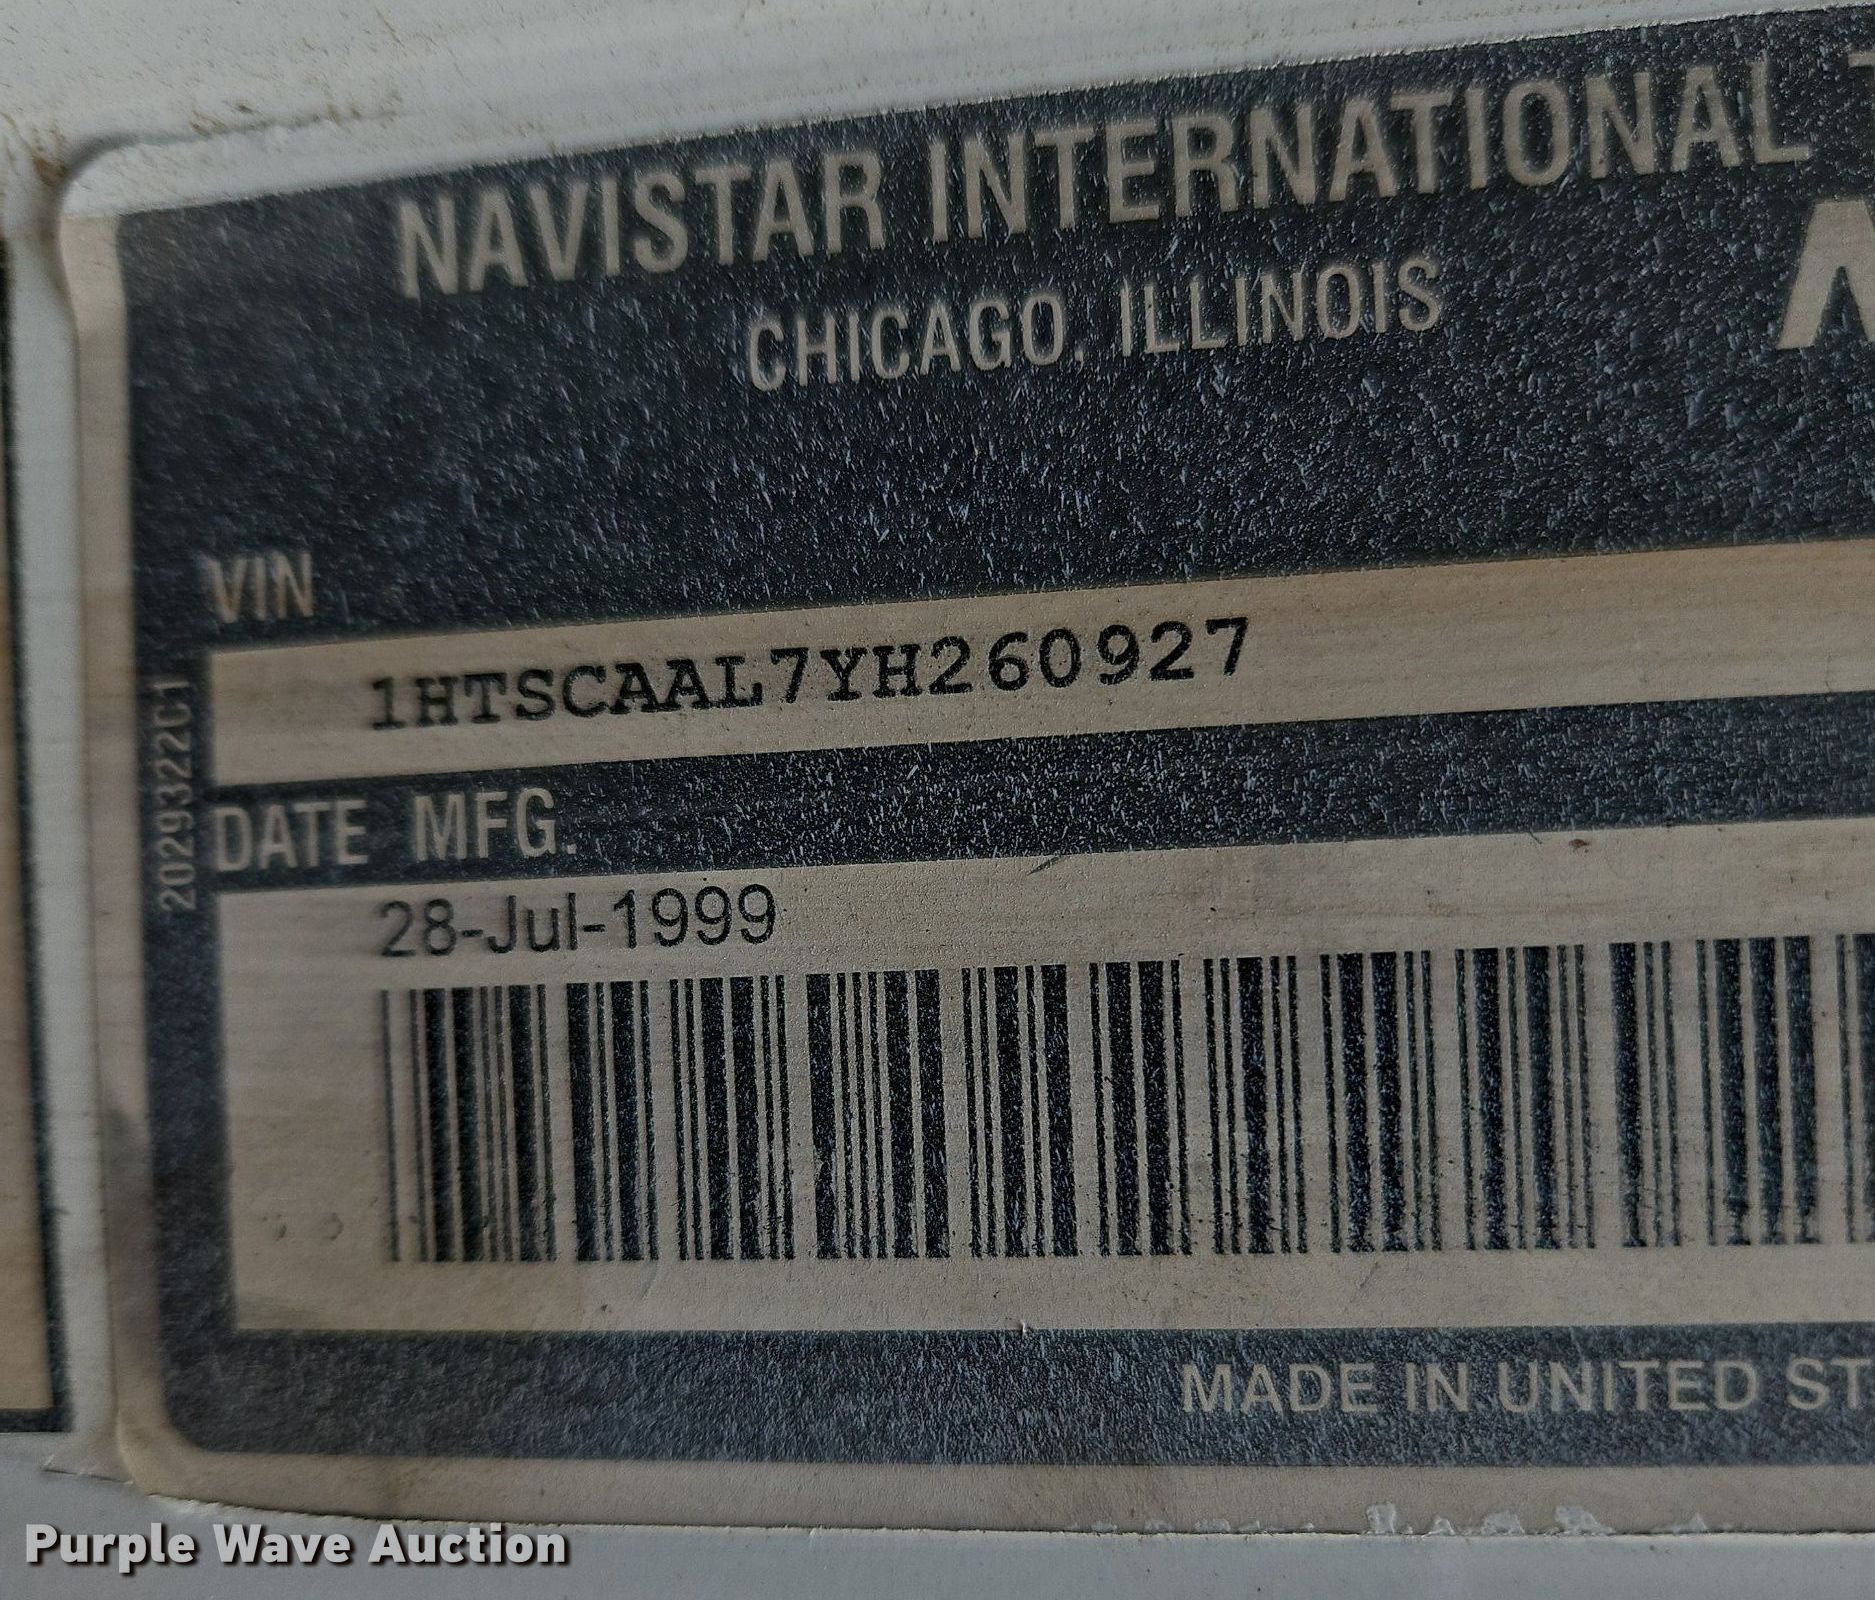 NAVISTAR INTERNATIONAL
CHICAGO, ILLINOIS
VIN
1HTSCAAL7YH260927
2029322C1
DATE MFG.
28-Jul-1999
MADE IN UNITED ST
Purple Wave Auction